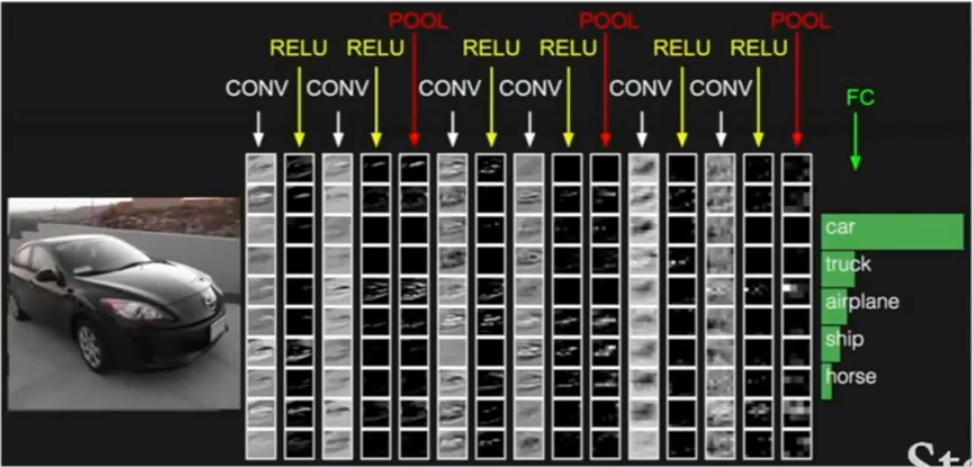 POOL POOL POOL
RELU RELU RELU RELU RELU RELU
CONV CONV CONV CONV CONV CONV
FC
car
truck
airplane
ship
horse